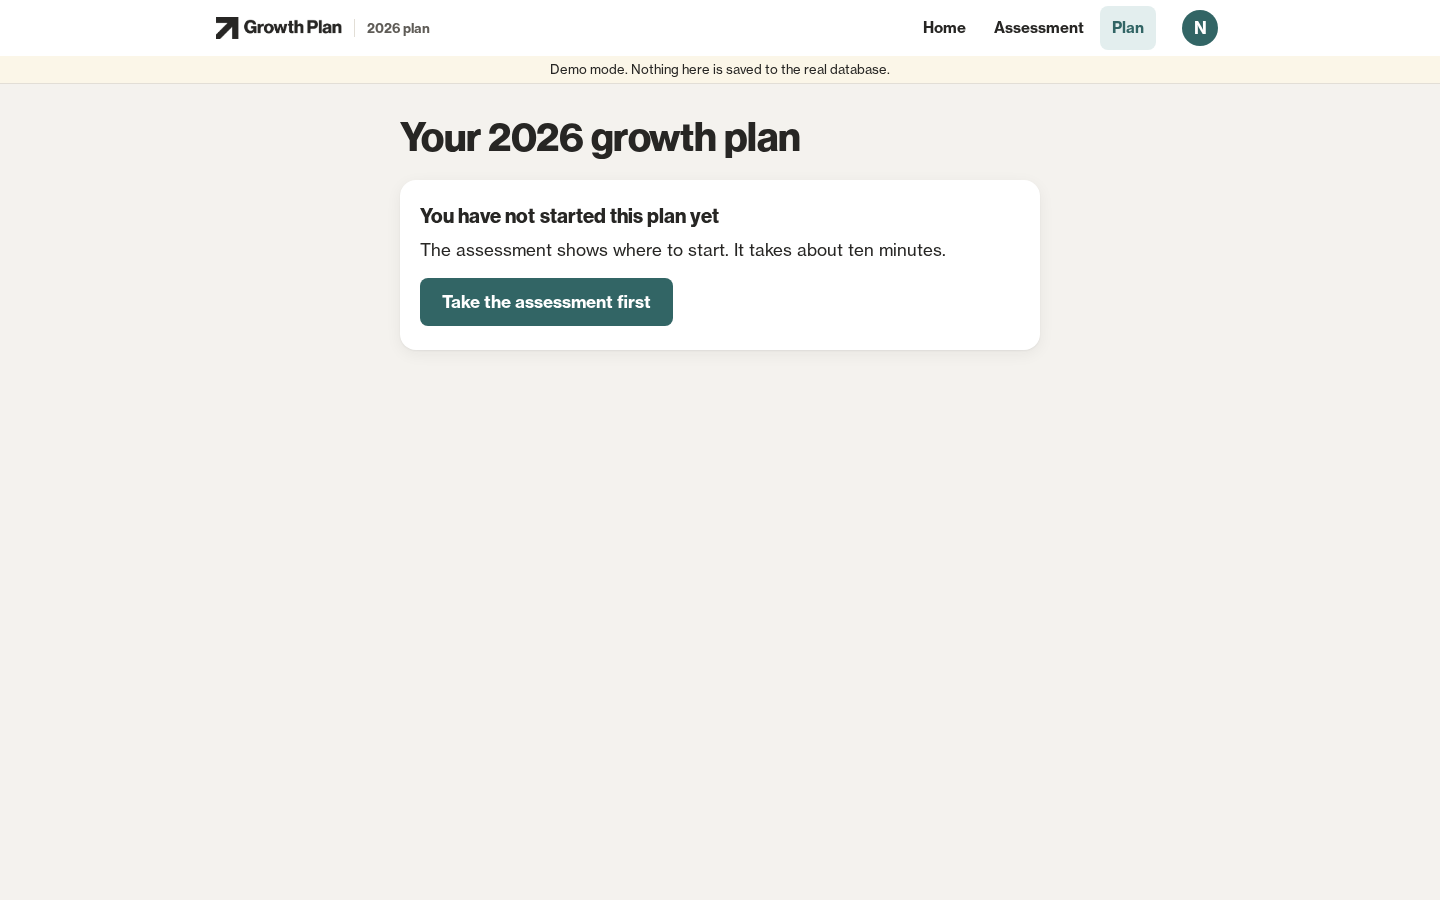 Growth Plan
2026 plan
Home
Assessment
Plan
N
Demo mode. Nothing here is saved to the real database.
Your 2026 growth plan
You have not started this plan yet
The assessment shows where to start. It takes about ten minutes.
Take the assessment first